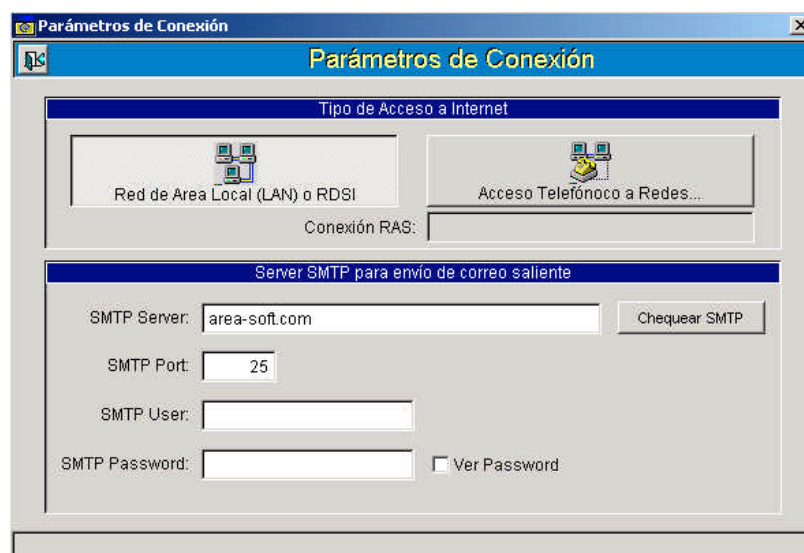 Parámetros de Conexión
Parámetros de Conexión
Tipo de Acceso a Internet
Red de Area Local (LAN) o RDSI
Acceso Telefónoco a Redes...
Conexión RAS:
Server SMTP para envío de correo saliente
SMTP Server: area-soft.com Chequear SMTP
SMTP Port: 25
SMTP User:
SMTP Password: Ver Password